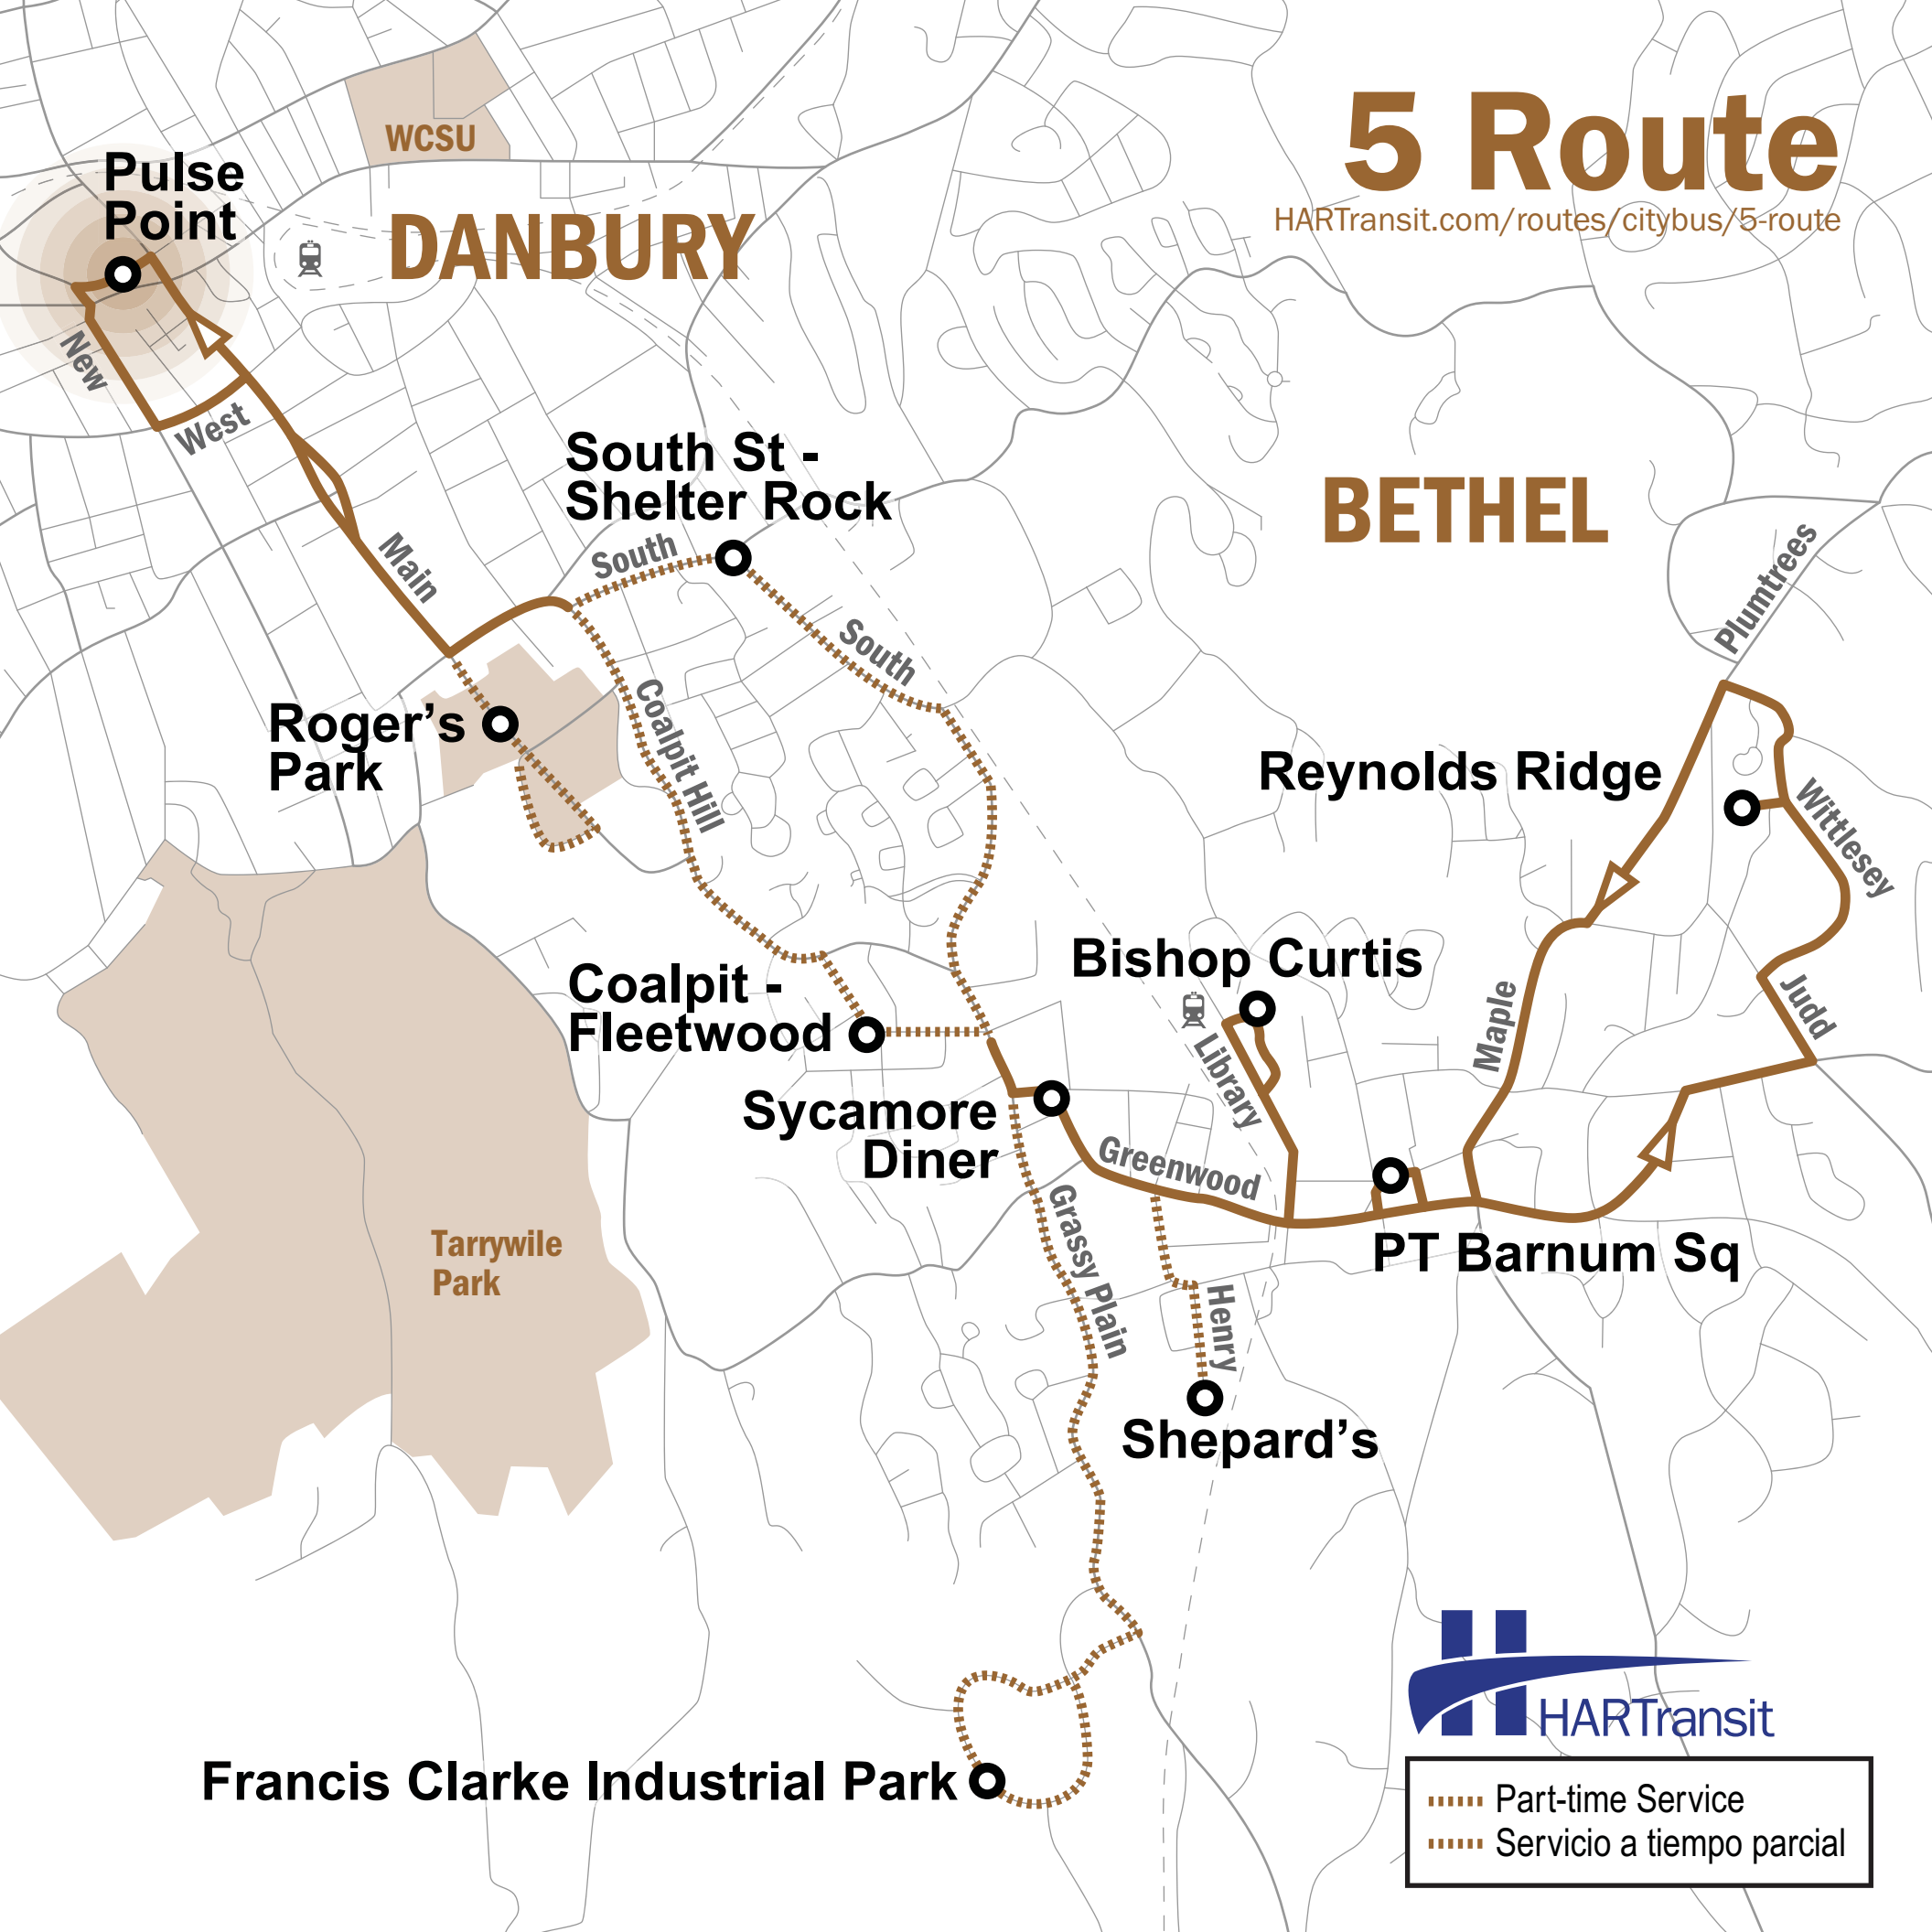 5 Route
HARTransit.com/routes/citybus/5-route
WCSU
Pulse
Point
DANBURY
New
West
Main
South St -
Shelter Rock
South
South
BETHEL
Plumtrees
Roger's
Park
Coalpit Hill
Reynolds Ridge
Wittlesey
Bishop Curtis
Coalpit -
Fleetwood
Library
Maple
Judd
Sycamore
Diner
Greenwood
Grassy Plain
PT Barnum Sq
Tarrywile
Park
Henry
Shepard's
Francis Clarke Industrial Park
HARTransit
Part-time Service
Servicio a tiempo parcial